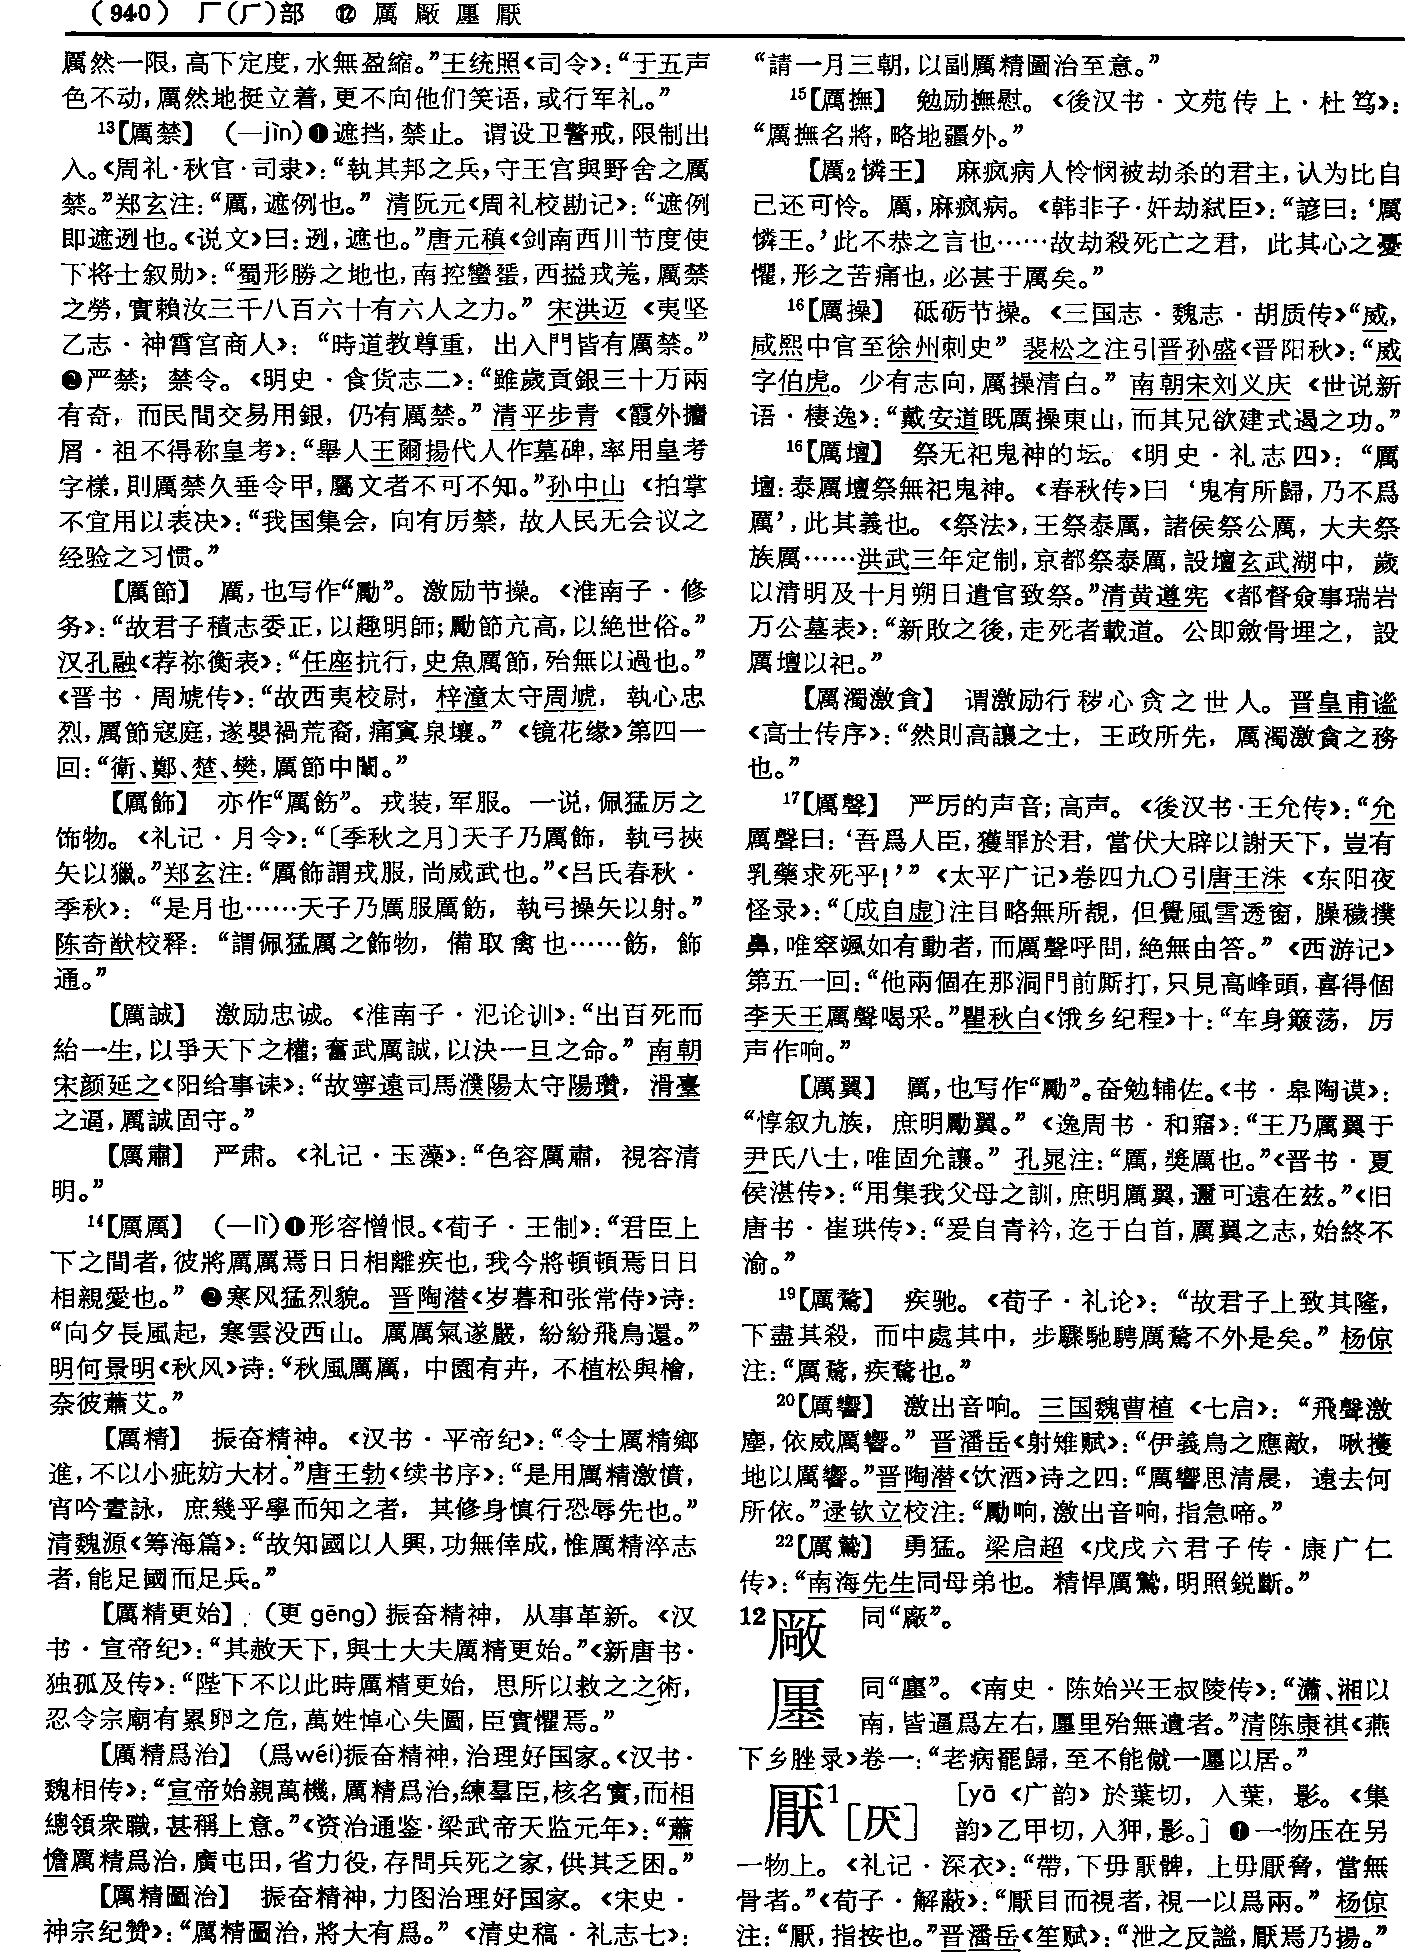 (940) 厂(⺁)部 ⑫ 厲 厰 㕓 厭
厲然一限，高下定度，水無盈縮。”王统照《司令》：“于五声
色不动，厲然地挺立着，更不向他们笑语，或行军礼。”
13【厲禁】 (—jìn)❶遮挡，禁止。谓设卫警戒，限制出
入。《周礼·秋官·司隶》：“執其邦之兵，守王宫與野舍之厲
禁。”郑玄注：“厲，遮例也。”清阮元《周礼校勘记》：“遮例
即遮迾也。《说文》曰：迾，遮也。”唐元稹《剑南西川节度使
下将士叙勋》：“蜀形勝之地也，南控蠻蜑，西搤戎羌，厲禁
之勞，實賴汝三千八百六十有六人之力。”宋洪迈《夷坚
乙志·神霄宫商人》：“時道教尊重，出入門皆有厲禁。”
❷严禁；禁令。《明史·食货志二》：“雖歲貢銀三十万兩
有奇，而民間交易用銀，仍有厲禁。”清平步青《霞外攟
屑·祖不得称皇考》：“舉人王爾揚代人作墓碑，率用皇考
字樣，則厲禁久垂令甲，屬文者不可不知。”孙中山《拍掌
不宜用以表决》：“我国集会，向有厉禁，故人民无会议之
经验之习惯。”
【厲節】 厲，也写作“勵”。激励节操。《淮南子·修
务》：“故君子積志委正，以趣明師；勵節亢高，以絶世俗。”
汉孔融《荐祢衡表》：“任座抗行，史魚厲節，殆無以過也。”
《晋书·周虓传》：“故西夷校尉，梓潼太守周虓，執心忠
烈，厲節寇庭，遂嬰禍荒裔，痛窴泉壤。”《镜花缘》第四一
回：“衛、鄭、楚、樊，厲節中闈。”
【厲飾】 亦作“厲飭”。戎装，军服。一说，佩猛厉之
饰物。《礼记·月令》：“〔季秋之月〕天子乃厲飾，執弓挾
矢以獵。”郑玄注：“厲飾謂戎服，尚威武也。”《吕氏春秋·
季秋》：“是月也……天子乃厲服厲飭，執弓操矢以射。”
陈奇猷校释：“謂佩猛厲之飾物，備取禽也……飭，飾
通。”
【厲誠】 激励忠诚。《淮南子·氾论训》：“出百死而
紿一生，以爭天下之權；奮武厲誠，以決一旦之命。”南朝
宋颜延之《阳给事诔》：“故寧遠司馬濮陽太守陽瓚，滑臺
之逼，厲誠固守。”
【厲肅】 严肃。《礼记·玉藻》：“色容厲肅，視容清
明。”
14【厲厲】 (—lì)❶形容憎恨。《荀子·王制》：“君臣上
下之間者，彼將厲厲焉日日相離疾也，我今將頓頓焉日日
相親愛也。”❷寒风猛烈貌。晋陶潜《岁暮和张常侍》诗：
“向夕長風起，寒雲没西山。厲厲氣遂嚴，紛紛飛鳥還。”
明何景明《秋风》诗：“秋風厲厲，中園有卉，不植松與檜，
奈彼蕭艾。”
【厲精】 振奋精神。《汉书·平帝纪》：“令士厲精鄉
進，不以小疵妨大材。”唐王勃《续书序》：“是用厲精激憤，
宵吟晝詠，庶幾乎學而知之者，其修身慎行恐辱先也。”
清魏源《筹海篇》：“故知國以人興，功無倖成，惟厲精淬志
者，能足國而足兵。”
【厲精更始】 (更 gēng)振奋精神，从事革新。《汉
书·宣帝纪》：“其赦天下，與士大夫厲精更始。”《新唐书·
独孤及传》：“陛下不以此時厲精更始，思所以救之之術，
忍令宗廟有累卵之危，萬姓悼心失圖，臣實懼焉。”
【厲精爲治】 (爲wéi)振奋精神，治理好国家。《汉书·
魏相传》：“宣帝始親萬機，厲精爲治，練羣臣，核名實，而相
總領衆職，甚稱上意。”《资治通鉴·梁武帝天监元年》：“蕭
憺厲精爲治，廣屯田，省力役，存問兵死之家，供其乏困。”
【厲精圖治】 振奋精神，力图治理好国家。《宋史·
神宗纪赞》：“厲精圖治，將大有爲。”《清史稿·礼志七》：
“請一月三朝，以副厲精圖治至意。”
15【厲撫】 勉励撫慰。《後汉书·文苑传上·杜笃》：
“厲撫名將，略地疆外。”
【厲₂憐王】 麻疯病人怜悯被劫杀的君主，认为比自
己还可怜。厲，麻疯病。《韩非子·奸劫弑臣》：“諺曰：‘厲
憐王。’此不恭之言也……故劫殺死亡之君，此其心之憂
懼，形之苦痛也，必甚于厲矣。”
16【厲操】 砥砺节操。《三国志·魏志·胡质传》“威，
咸熙中官至徐州刺史”裴松之注引晋孙盛《晋阳秋》：“威
字伯虎。少有志向，厲操清白。”南朝宋刘义庆《世说新
语·棲逸》：“戴安道既厲操東山，而其兄欲建式遏之功。”
16【厲壇】 祭无祀鬼神的坛。《明史·礼志四》：“厲
壇：泰厲壇祭無祀鬼神。《春秋传》曰‘鬼有所歸，乃不爲
厲’，此其義也。《祭法》，王祭泰厲，諸侯祭公厲，大夫祭
族厲……洪武三年定制，京都祭泰厲，設壇玄武湖中，歲
以清明及十月朔日遣官致祭。”清黄遵宪《都督僉事瑞岩
万公墓表》：“新敗之後，走死者載道。公即斂骨埋之，設
厲壇以祀。”
【厲濁激貪】 谓激励行秽心贪之世人。晋皇甫谧
《高士传序》：“然則高讓之士，王政所先，厲濁激貪之務
也。”
17【厲聲】 严厉的声音；高声。《後汉书·王允传》：“允
厲聲曰：‘吾爲人臣，獲罪於君，當伏大辟以謝天下，豈有
乳藥求死乎！’”《太平广记》卷四九〇引唐王洙《东阳夜
怪录》：“〔成自虚〕注目略無所覩，但覺風雪透窗，臊穢撲
鼻，唯窣颯如有動者，而厲聲呼問，絶無由答。”《西游记》
第五一回：“他兩個在那洞門前厮打，只見高峰頭，喜得個
李天王厲聲喝采。”瞿秋白《饿乡纪程》十：“车身簸荡，厉
声作响。”
【厲翼】 厲，也写作“勵”。奋勉辅佐。《书·皋陶谟》：
“惇叙九族，庶明勵翼。”《逸周书·和寤》：“王乃厲翼于
尹氏八士，唯固允讓。”孔晁注：“厲，獎厲也。”《晋书·夏
侯湛传》：“用集我父母之訓，庶明厲翼，邇可遠在兹。”《旧
唐书·崔珙传》：“爰自青衿，迄于白首，厲翼之志，始終不
渝。”
19【厲騖】 疾驰。《荀子·礼论》：“故君子上致其隆，
下盡其殺，而中處其中，步驟馳騁厲騖不外是矣。”杨倞
注：“厲騖，疾騖也。”
20【厲響】 激出音响。三国魏曹植《七启》：“飛聲激
塵，依威厲響。”晋潘岳《射雉赋》：“伊義鳥之應敵，啾擭
地以厲響。”晋陶潜《饮酒》诗之四：“厲響思清晨，遠去何
所依。”逯钦立校注：“勵响，激出音响，指急啼。”
22【厲鷙】 勇猛。梁启超《戊戌六君子传·康广仁
传》：“南海先生同母弟也。精悍厲鷙，明照鋭斷。”
12厰 同“廠”。
㕓 同“廛”。《南史·陈始兴王叔陵传》：“瀟、湘以
南，皆逼爲左右，㕓里殆無遺者。”清陈康祺《燕
下乡脞录》卷一：“老病罷歸，至不能僦一㕓以居。”
厭¹［厌］ ［yā《广韵》於葉切，入葉，影。《集
韵》乙甲切，入狎，影。］❶一物压在另
一物上。《礼记·深衣》：“帶，下毋厭髀，上毋厭脅，當無
骨者。”《荀子·解蔽》：“厭目而視者，視一以爲兩。”杨倞
注：“厭，指按也。”晋潘岳《笙赋》：“泄之反謐，厭焉乃揚。”